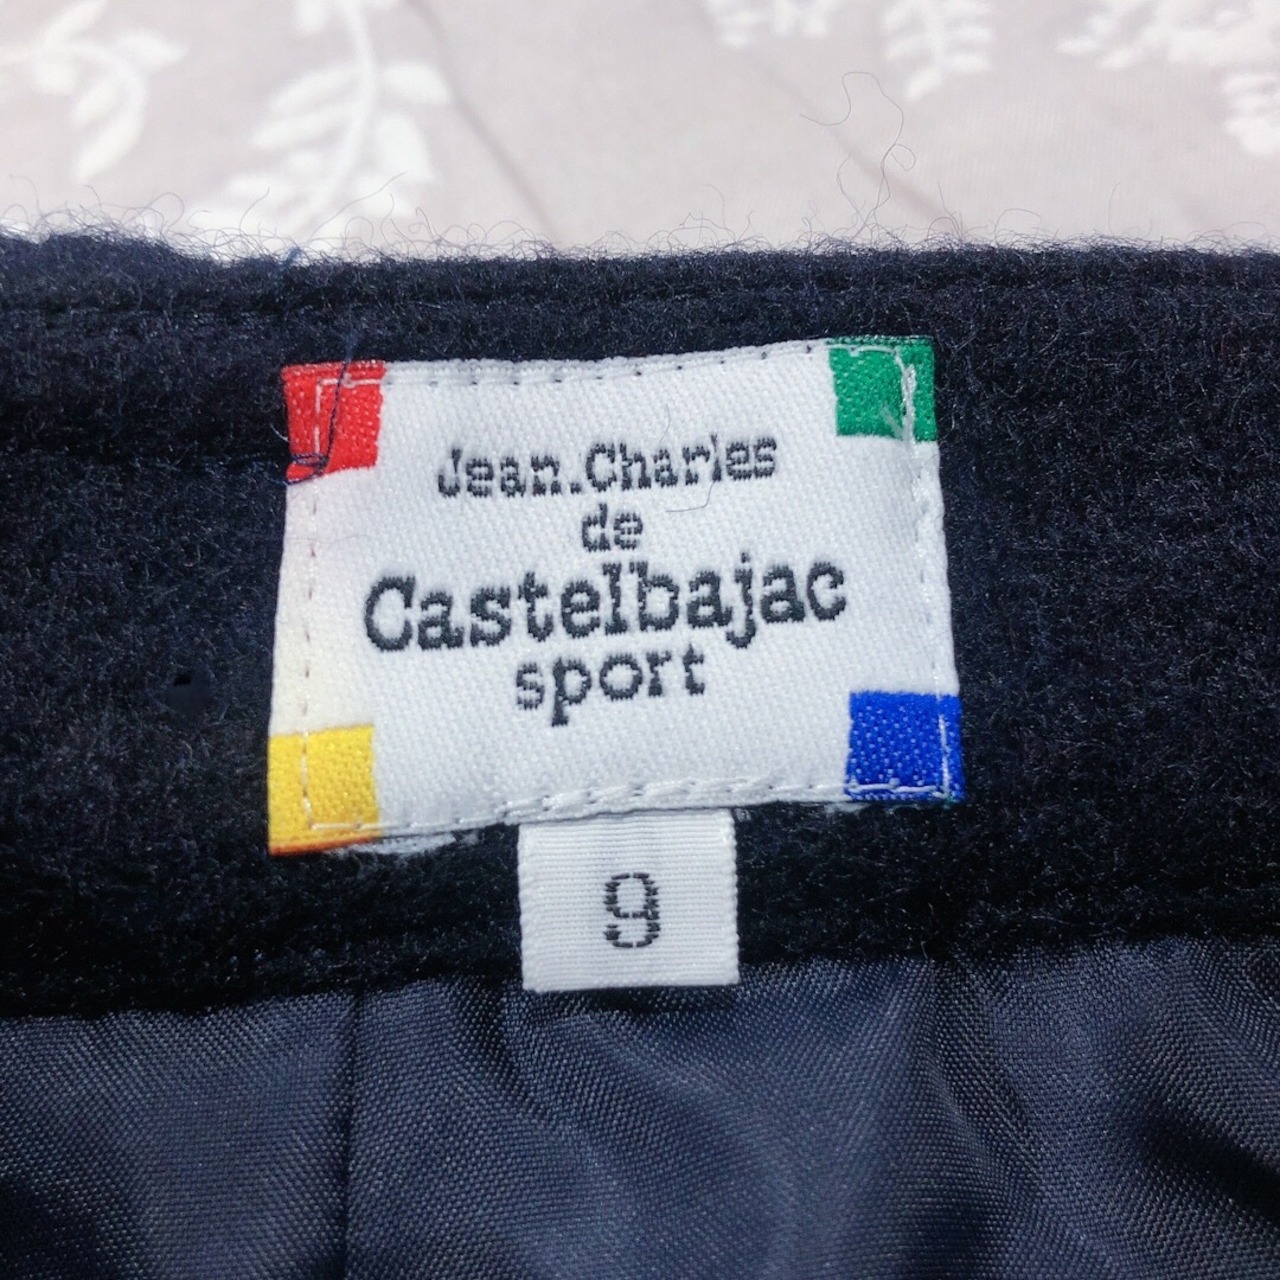 Jean.Charles
de
Castelbajac
sport
9